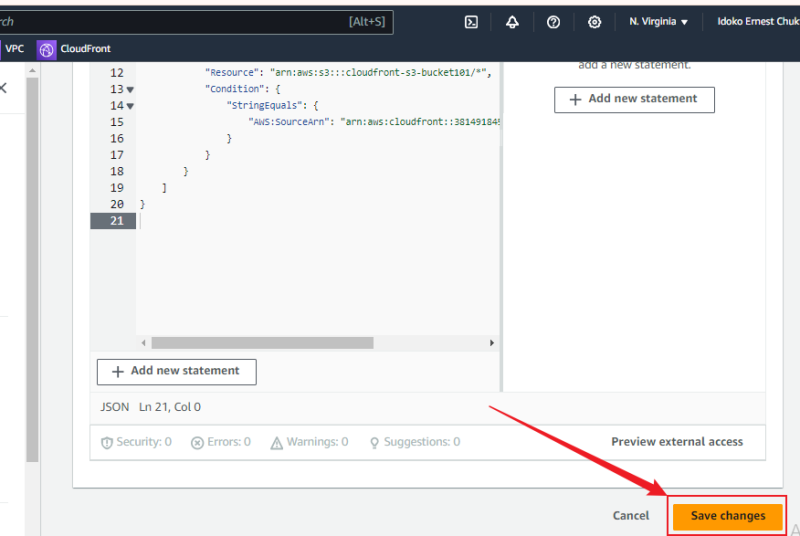 rch [Alt+S] N. Virginia ▼ Idoko Ernest Chuk
VPC CloudFront
12 "Resource": "arn:aws:s3:::cloudfront-s3-bucket101/*",
13 "Condition": {
14 "StringEquals": {
15 "AWS:SourceArn": "arn:aws:cloudfront::38149184
16 }
17 }
18 }
19 ]
20 }
21
add a new statement.
+ Add new statement
+ Add new statement
JSON Ln 21, Col 0
Security: 0 Errors: 0 Warnings: 0 Suggestions: 0 Preview external access
Cancel Save changes